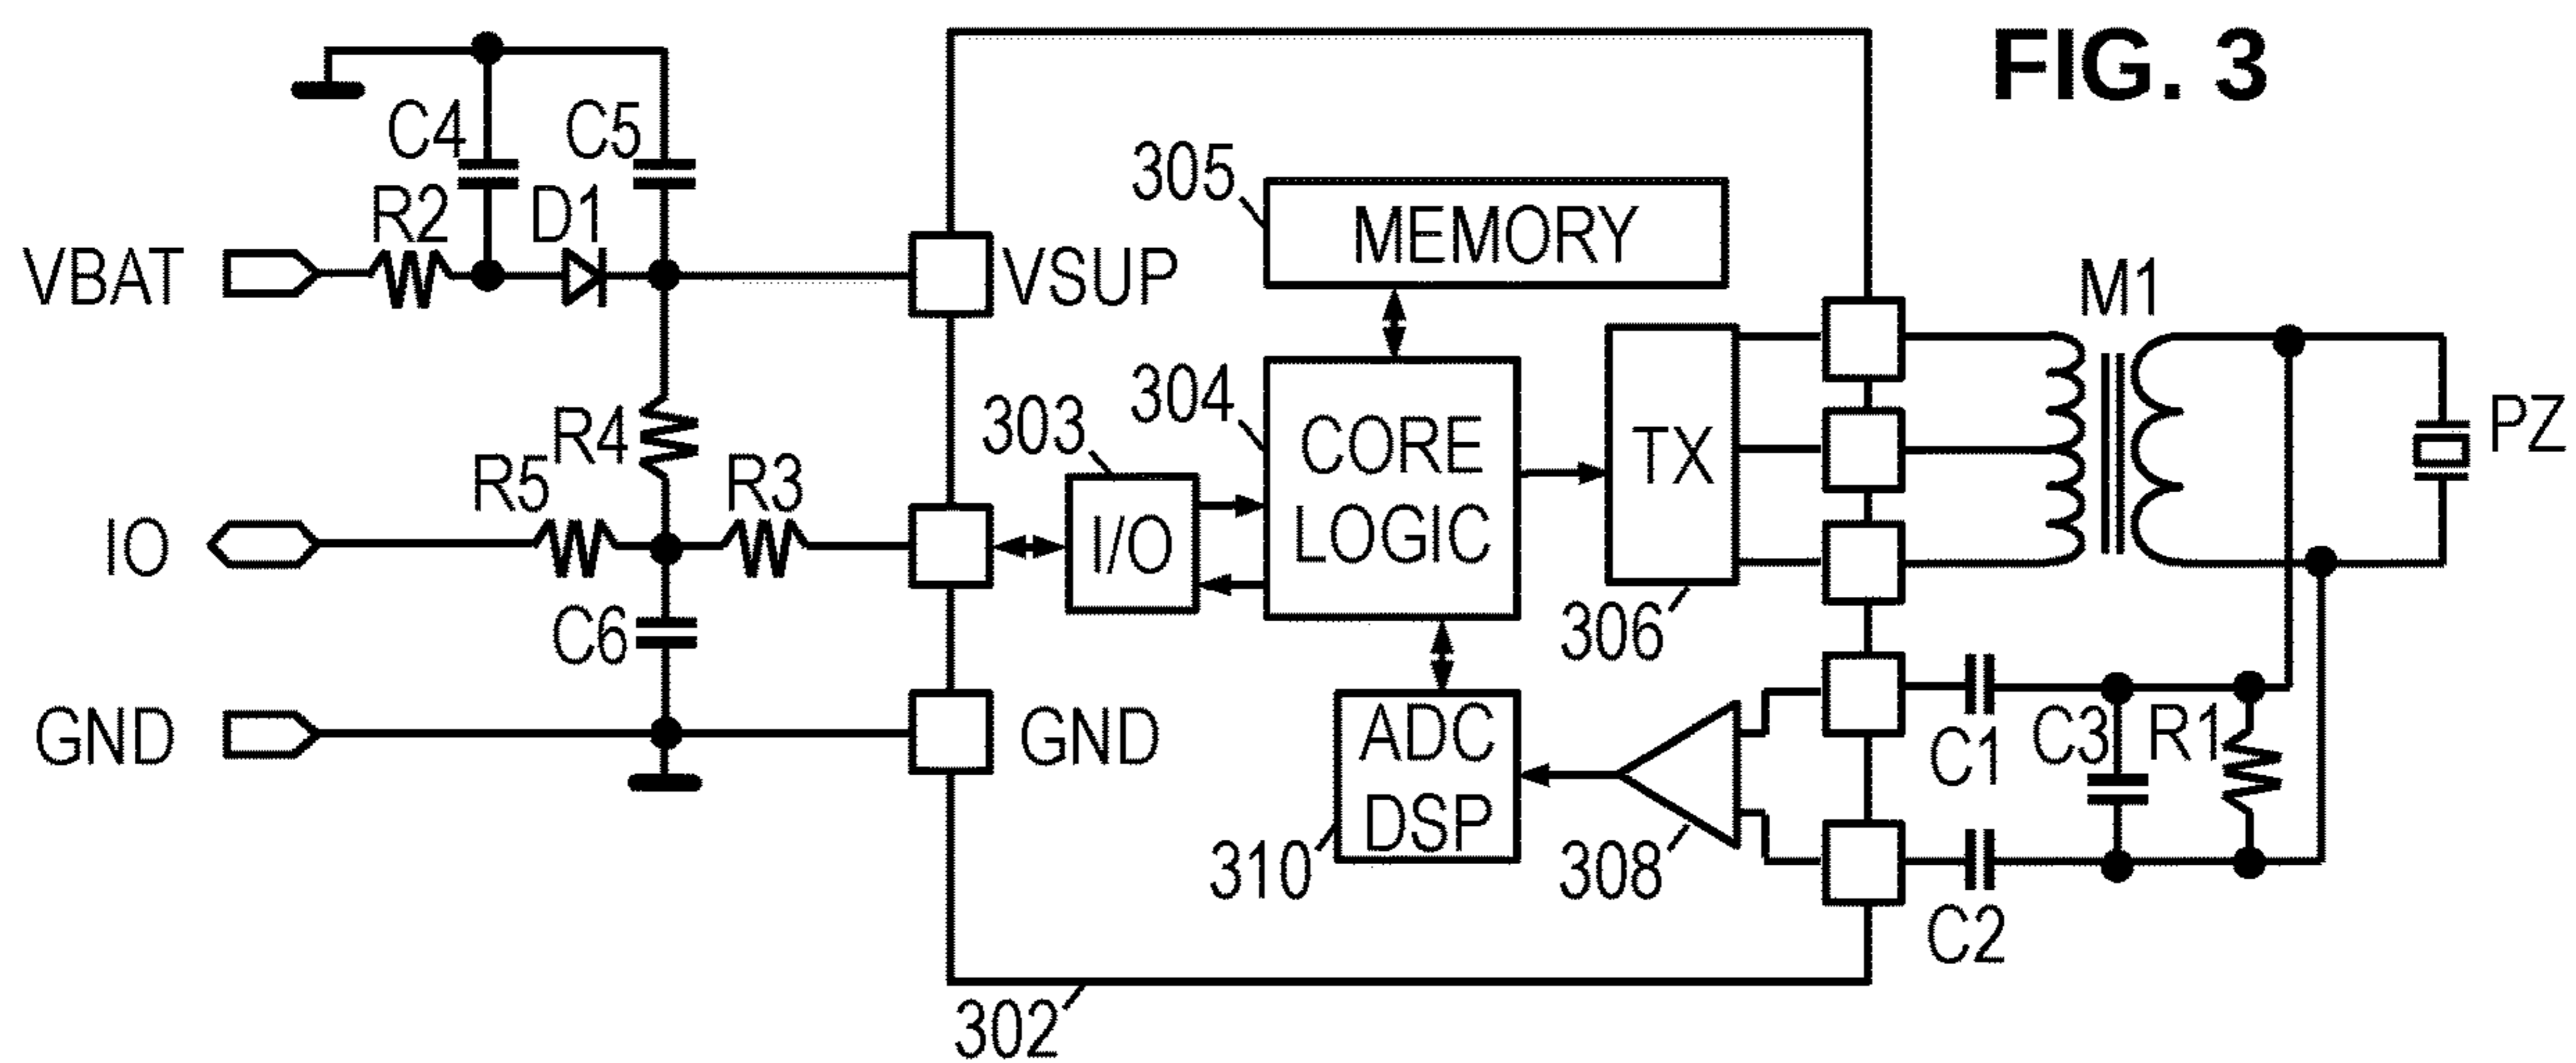 FIG. 3
C4
C5
R2
D1
VBAT
VSUP
305
MEMORY
M1
304
303
CORE
LOGIC
TX
PZ
R4
R5
R3
IO
I/O
C6
306
GND
GND
ADC
DSP
C1
C3
R1
310
308
C2
302